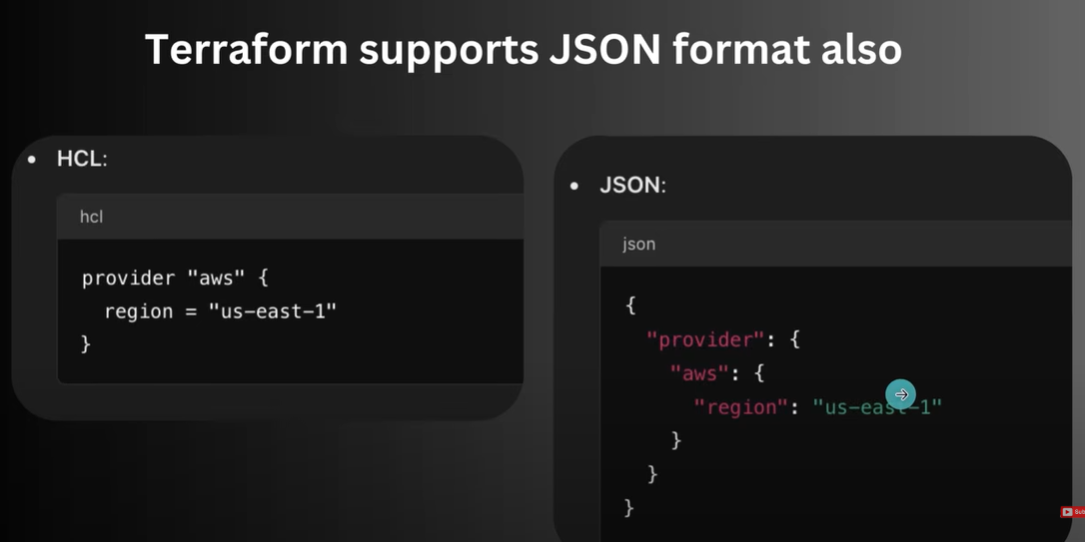 Terraform supports JSON format also
• HCL:
hcl
provider "aws" {
  region = "us-east-1"
}
• JSON:
json
{
  "provider": {
    "aws": {
      "region": "us-east-1"
    }
  }
}